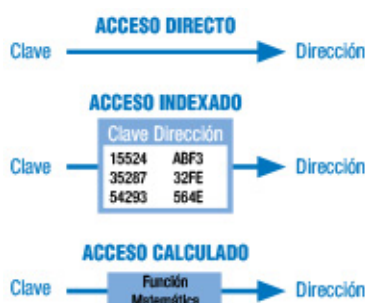 ACCESO DIRECTO
Clave Dirección
ACCESO INDEXADO
Clave Dirección
15524 ABF3
Clave 35287 32FE Dirección
54293 564E
ACCESO CALCULADO
Función
Clave Dirección
Matemática